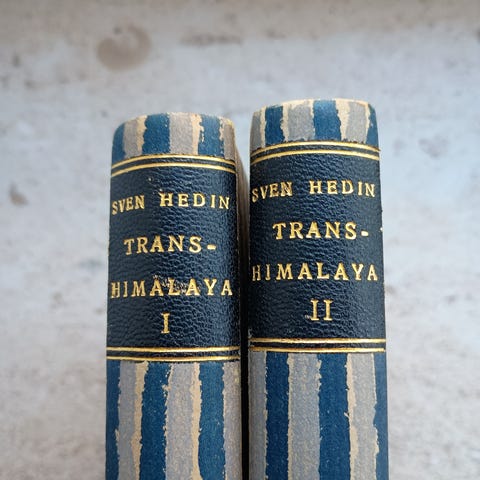 SVEN HEDIN
TRANS-
HIMALAYA
I
SVEN HEDIN
TRANS-
HIMALAYA
II